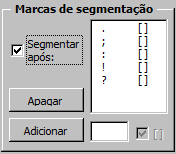 Marcas de segmentação
Segmentar após:
. []
; []
: []
! []
? []
Apagar
Adicionar
[]